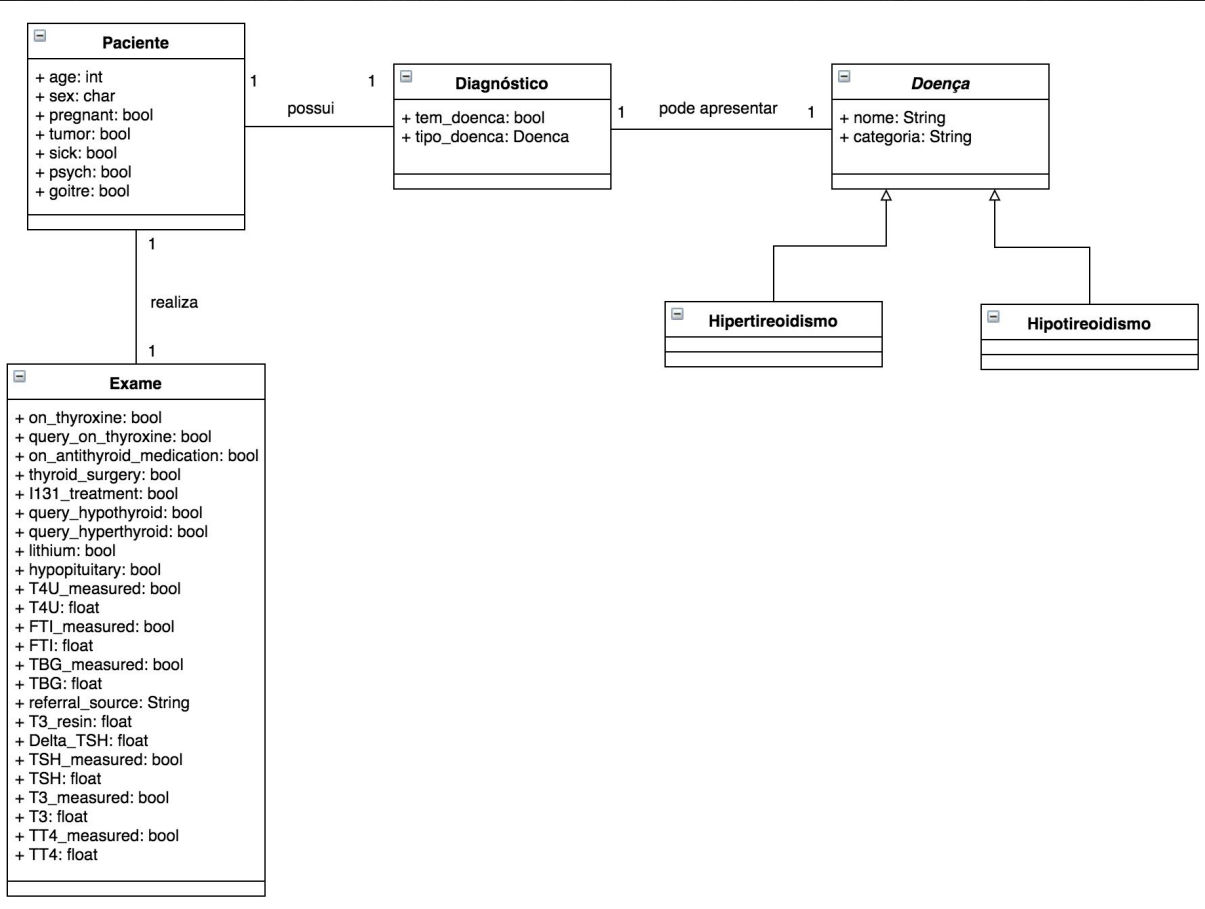 Paciente
+ age: int
+ sex: char
+ pregnant: bool
+ tumor: bool
+ sick: bool
+ psych: bool
+ goitre: bool
1
1
possui
Diagnóstico
+ tem_doenca: bool
+ tipo_doenca: Doenca
1
pode apresentar
1
Doença
+ nome: String
+ categoria: String
Hipertireoidismo
Hipotireoidismo
1
realiza
1
Exame
+ on_thyroxine: bool
+ query_on_thyroxine: bool
+ on_antithyroid_medication: bool
+ thyroid_surgery: bool
+ I131_treatment: bool
+ query_hypothyroid: bool
+ query_hyperthyroid: bool
+ lithium: bool
+ hypopituitary: bool
+ T4U_measured: bool
+ T4U: float
+ FTI_measured: bool
+ FTI: float
+ TBG_measured: bool
+ TBG: float
+ referral_source: String
+ T3_resin: float
+ Delta_TSH: float
+ TSH_measured: bool
+ TSH: float
+ T3_measured: bool
+ T3: float
+ TT4_measured: bool
+ TT4: float